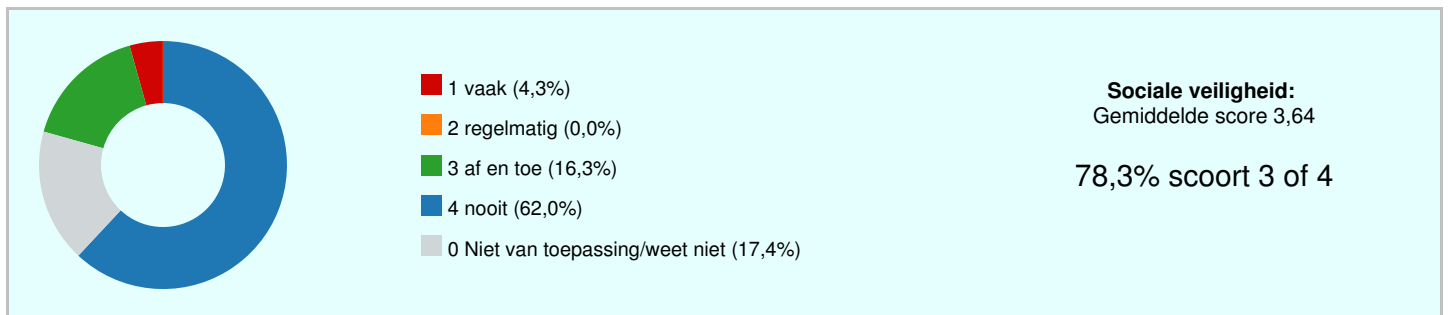 1 vaak (4,3%)
2 regelmatig (0,0%)
3 af en toe (16,3%)
4 nooit (62,0%)
0 Niet van toepassing/weet niet (17,4%)
Sociale veiligheid:
Gemiddelde score 3,64
78,3% scoort 3 of 4